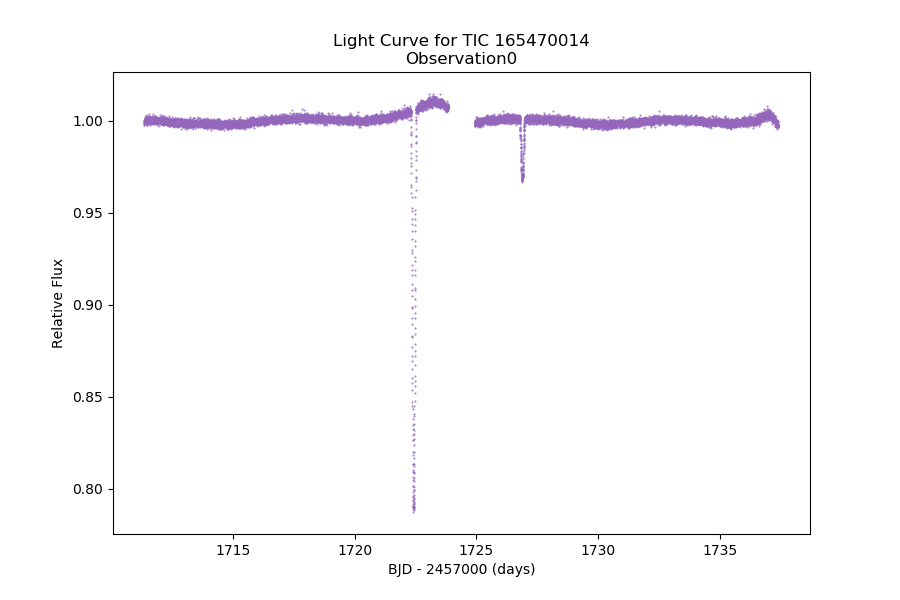 Light Curve for TIC 165470014
Observation0
1.00
0.95
0.90
0.85
0.80
Relative Flux
1715
1720
1725
1730
1735
BJD - 2457000 (days)